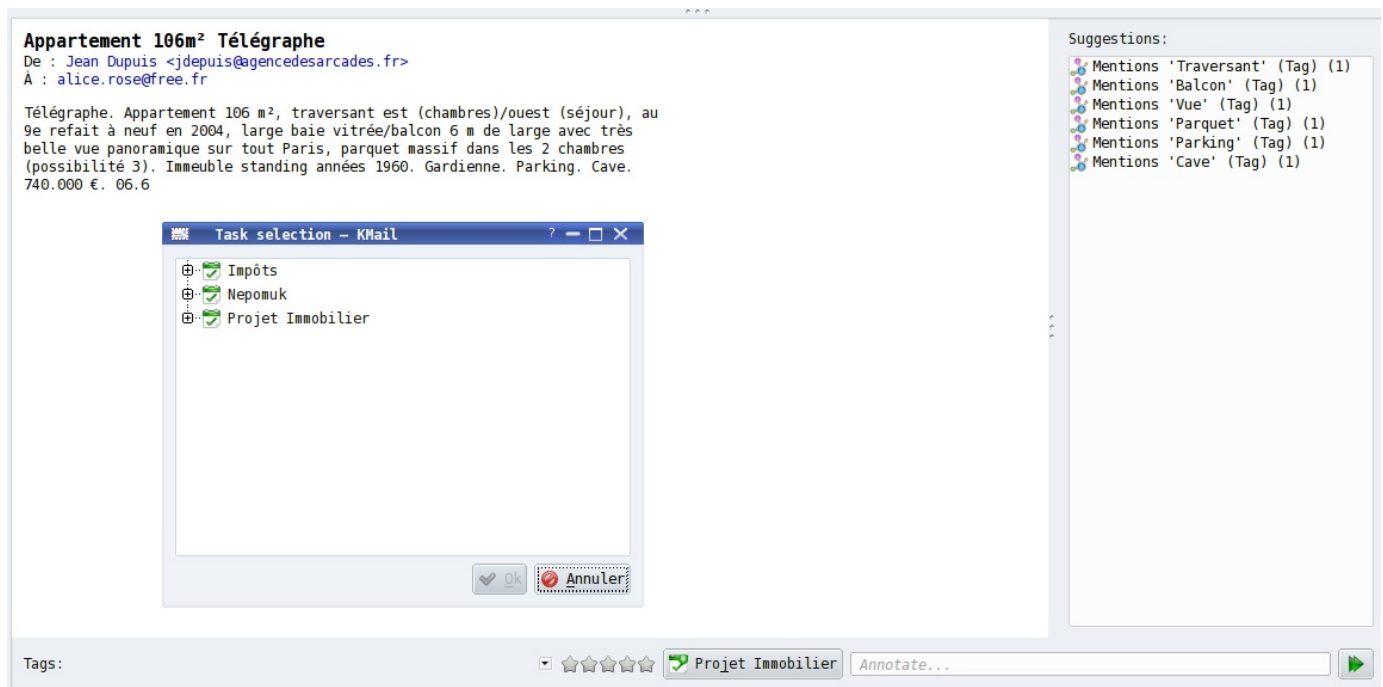 Appartement 106m² Télégraphe
De : Jean Dupuis <jdepuis@agencedesarcades.fr>
À : alice.rose@free.fr
Télégraphe. Appartement 106 m², traversant est (chambres)/ouest (séjour), au
9e refait à neuf en 2004, large baie vitrée/balcon 6 m de large avec très
belle vue panoramique sur tout Paris, parquet massif dans les 2 chambres
(possibilité 3). Immeuble standing années 1960. Gardienne. Parking. Cave.
740.000 €. 06.6
Task selection – KMail
Impôts
Nepomuk
Projet Immobilier
Ok
Annuler
Suggestions:
Mentions 'Traversant' (Tag) (1)
Mentions 'Balcon' (Tag) (1)
Mentions 'Vue' (Tag) (1)
Mentions 'Parquet' (Tag) (1)
Mentions 'Parking' (Tag) (1)
Mentions 'Cave' (Tag) (1)
Tags:
Projet Immobilier
Annotate...